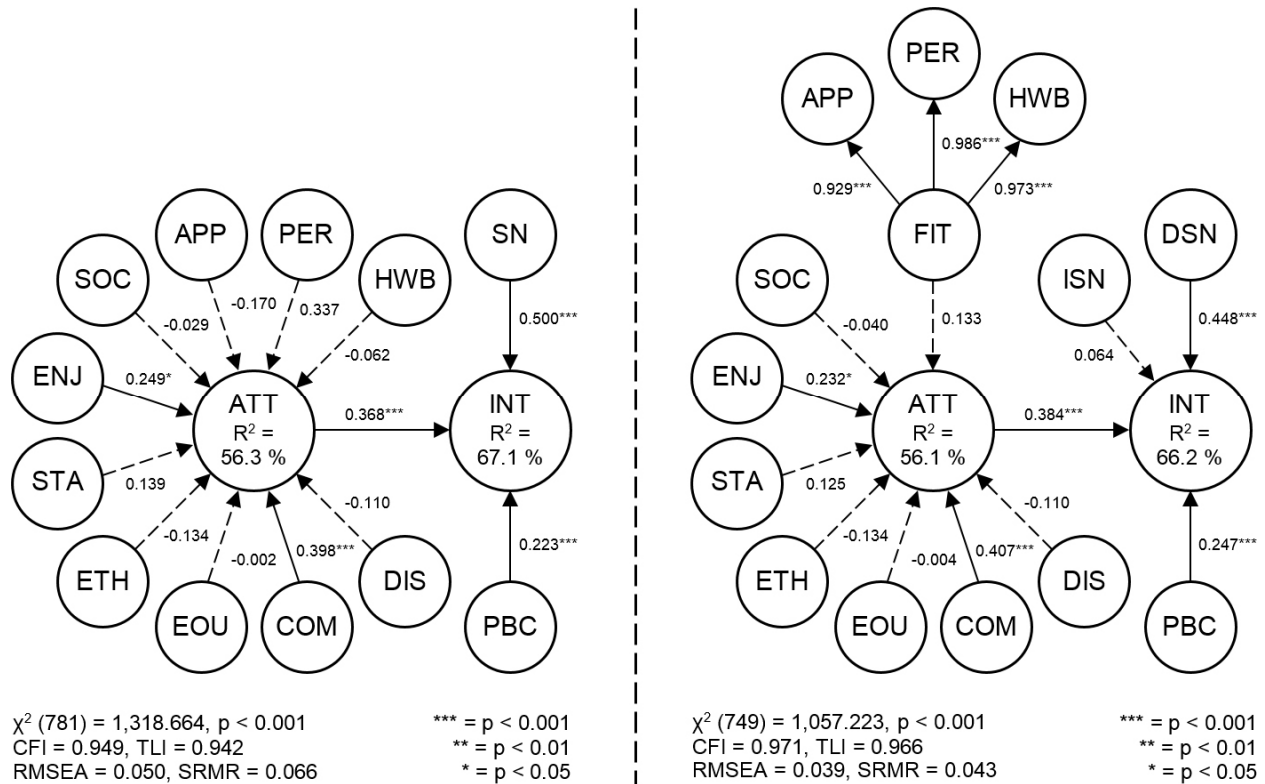 APP
PER
SOC
HWB
SN
-0.170
0.337
-0.029
-0.062
0.500***
ENJ
0.249*
ATT
R² =
56.3 %
0.368***
INT
R² =
67.1 %
STA
0.139
-0.134
-0.002
0.398***
-0.110
0.223***
ETH
EOU
COM
DIS
PBC
χ² (781) = 1,318.664, p < 0.001
CFI = 0.949, TLI = 0.942
RMSEA = 0.050, SRMR = 0.066
*** = p < 0.001
** = p < 0.01
* = p < 0.05
PER
APP
HWB
0.986***
0.929***
0.973***
FIT
DSN
SOC
ISN
-0.040
0.133
0.448***
0.064
ENJ
0.232*
ATT
R² =
56.1 %
0.384***
INT
R² =
66.2 %
STA
0.125
-0.134
-0.004
0.407***
-0.110
0.247***
ETH
EOU
COM
DIS
PBC
χ² (749) = 1,057.223, p < 0.001
CFI = 0.971, TLI = 0.966
RMSEA = 0.039, SRMR = 0.043
*** = p < 0.001
** = p < 0.01
* = p < 0.05